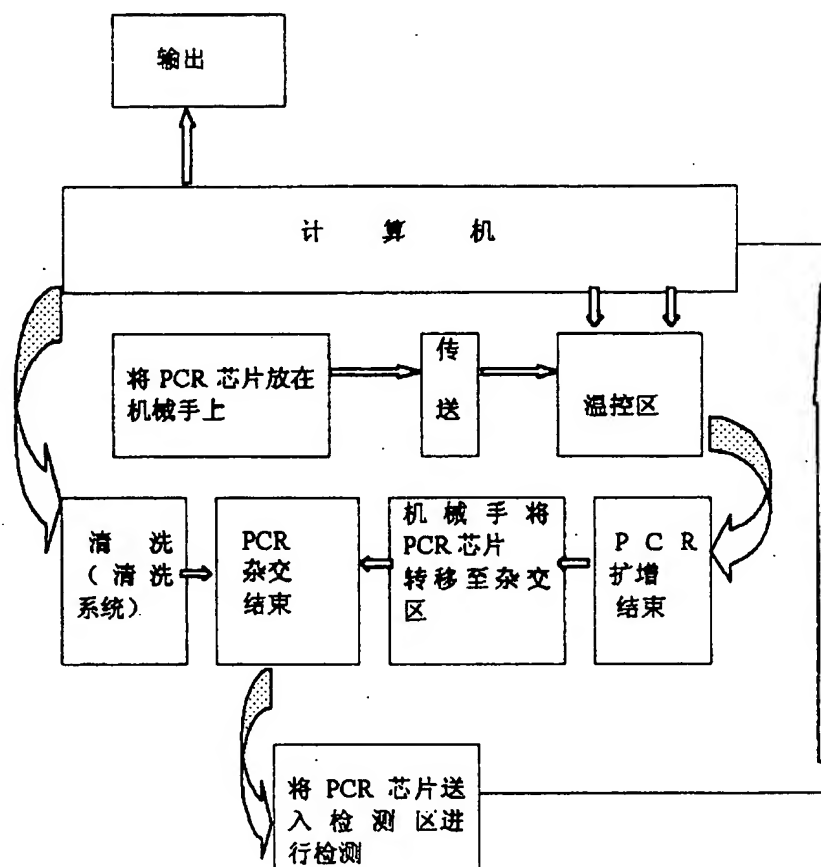 输出
计算机
将 PCR 芯片放在
机械手上
传
送
温控区
清洗
（清洗
系统）
PCR
杂交
结束
机械手将
PCR 芯片
转移至杂交
区
PCR
扩增
结束
将 PCR 芯片送
入检测区进
行检测